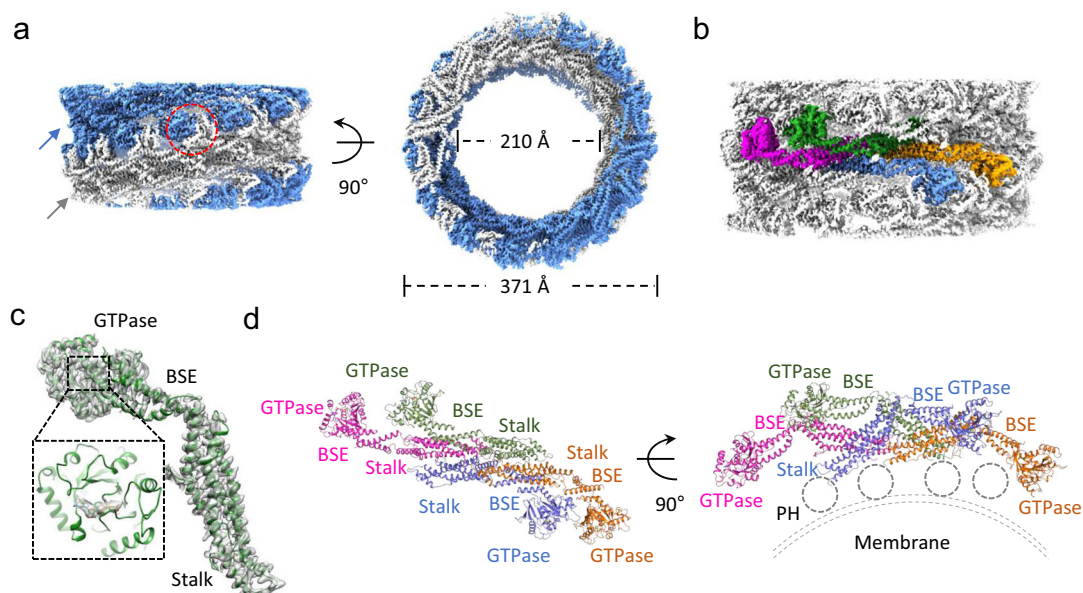 a
b
90°
210 Å
371 Å
c
GTPase
BSE
Stalk
d
GTPase
GTPase
BSE
Stalk
BSE
Stalk
Stalk
BSE
BSE
GTPase
GTPase
90°
GTPase
BSE
BSE
GTPase
BSE
BSE
Stalk
GTPase
PH
GTPase
Membrane